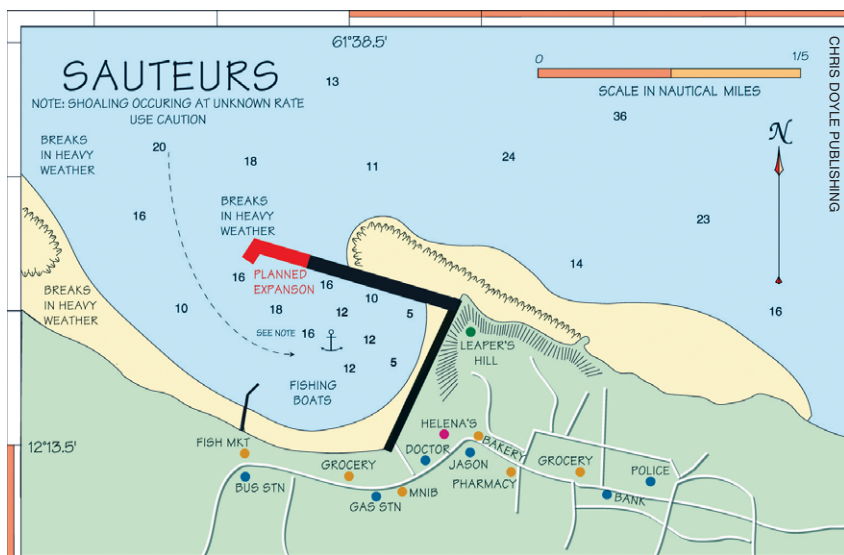 61°38.5'
0
1/5
SCALE IN NAUTICAL MILES
CHRIS DOYLE PUBLISHING
SAUTEURS
NOTE: SHOALING OCCURING AT UNKNOWN RATE
USE CAUTION
13
36
N
BREAKS
IN HEAVY
WEATHER
20
18
11
24
BREAKS
IN HEAVY
WEATHER
16
23
14
16
PLANNED
EXPANSON
16
BREAKS
IN HEAVY
WEATHER
10
18
10
12
5
16
SEE NOTE
16
12
12
5
LEAPER'S
HILL
FISHING
BOATS
12°13.5'
FISH MKT
BUS STN
GROCERY
GAS STN
MNIB
DOCTOR
HELENA'S
BAKERY
JASON
PHARMACY
GROCERY
BANK
POLICE